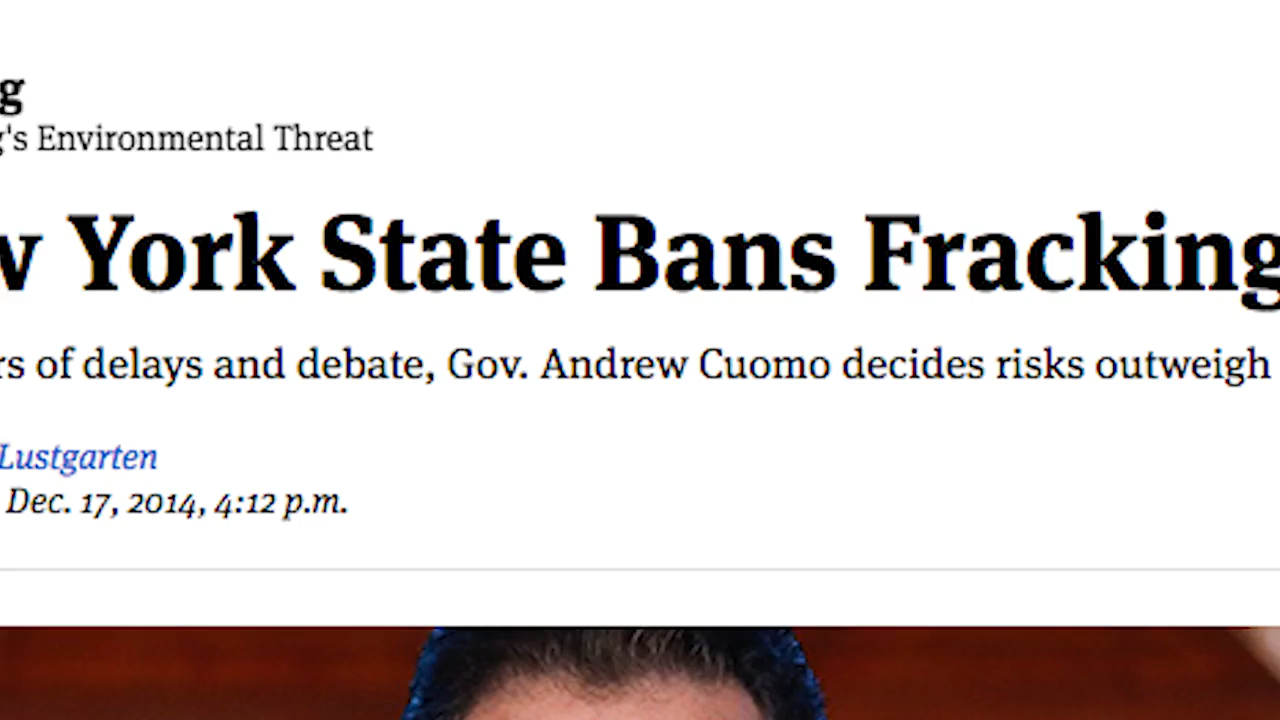 g
g's Environmental Threat
w York State Bans Fracking
rs of delays and debate, Gov. Andrew Cuomo decides risks outweigh
Lustgarten
Dec. 17, 2014, 4:12 p.m.